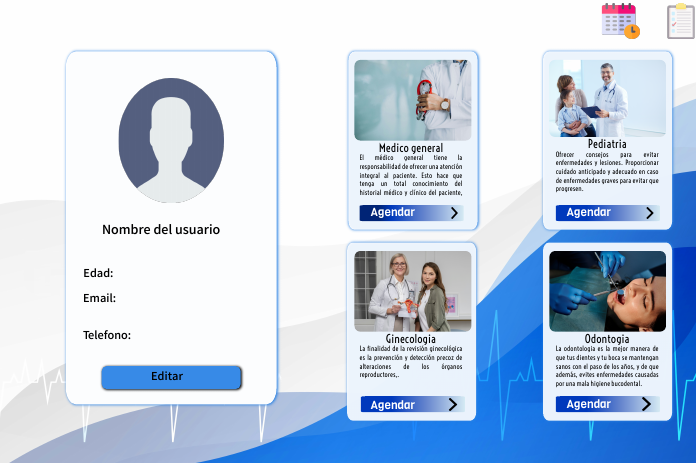 Nombre del usuario
Edad:
Email:
Telefono:
Editar
Medico general
El médico general tiene la
responsabilidad de ofrecer una atención
integral al paciente. Esto hace que
tenga un total conocimiento del
historial médico y clínico del paciente,
Agendar
Pediatria
Ofrecer consejos para evitar
enfermedades y lesiones. Proporcionar
cuidado anticipado y adecuado en caso
de enfermedades graves para evitar que
progresen.
Agendar
Ginecologia
La finalidad de la revisión ginecológica
es la prevención y detección precoz de
alteraciones de los órganos
reproductores,.
Agendar
Odontogia
La odontología es la mejor manera de
que tus dientes y tu boca se mantengan
sanos con el paso de los años, y de que
además, evites enfermedades causadas
por una mala higiene bucodental.
Agendar